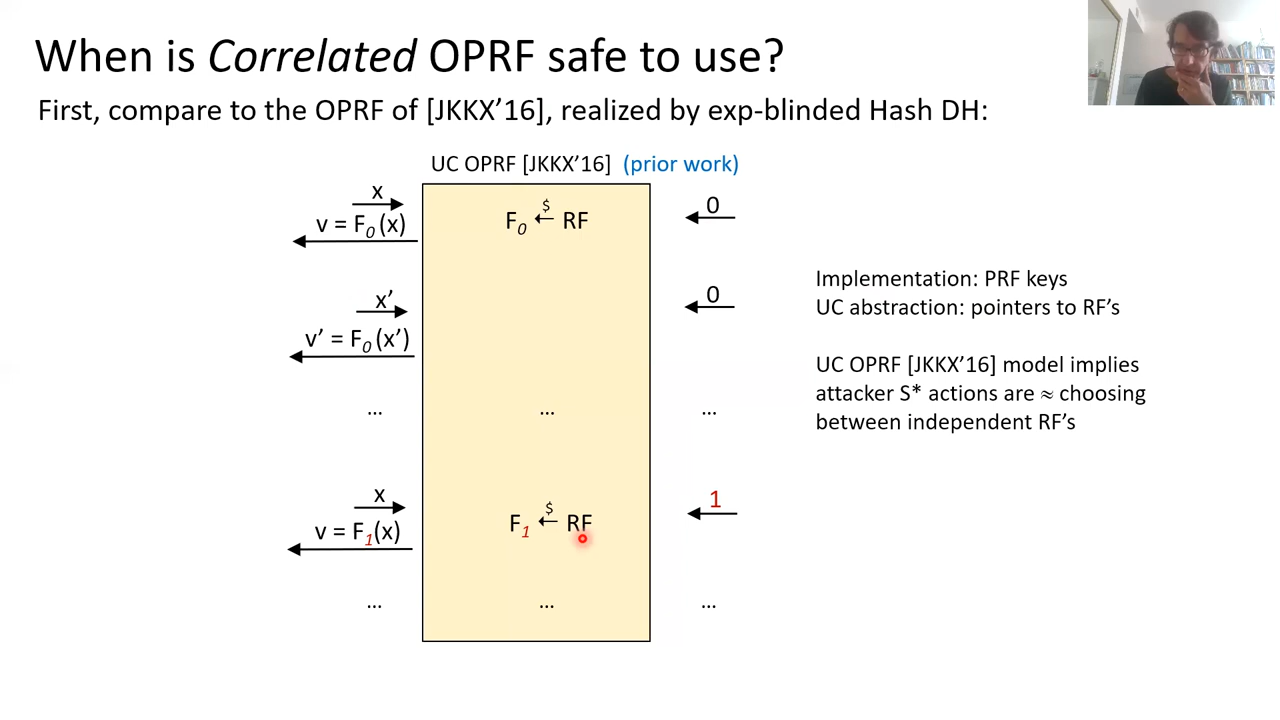 When is Correlated OPRF safe to use?
First, compare to the OPRF of [JKKX’16], realized by exp-blinded Hash DH:
UC OPRF [JKKX’16] (prior work)
x
v = F₀(x)
F₀ ←$ RF
0
x’
v’ = F₀(x’)
0
Implementation: PRF keys
UC abstraction: pointers to RF’s
UC OPRF [JKKX’16] model implies
attacker S* actions are ≈ choosing
between independent RF’s
... ... ...
x
v = F₁(x)
F₁ ←$ RF
1
... ... ...